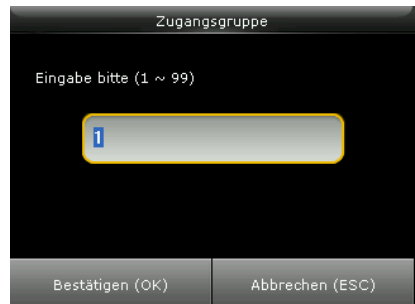 Zugangsgruppe
Eingabe bitte (1 ~ 99)
1
Bestätigen (OK) Abbrechen (ESC)